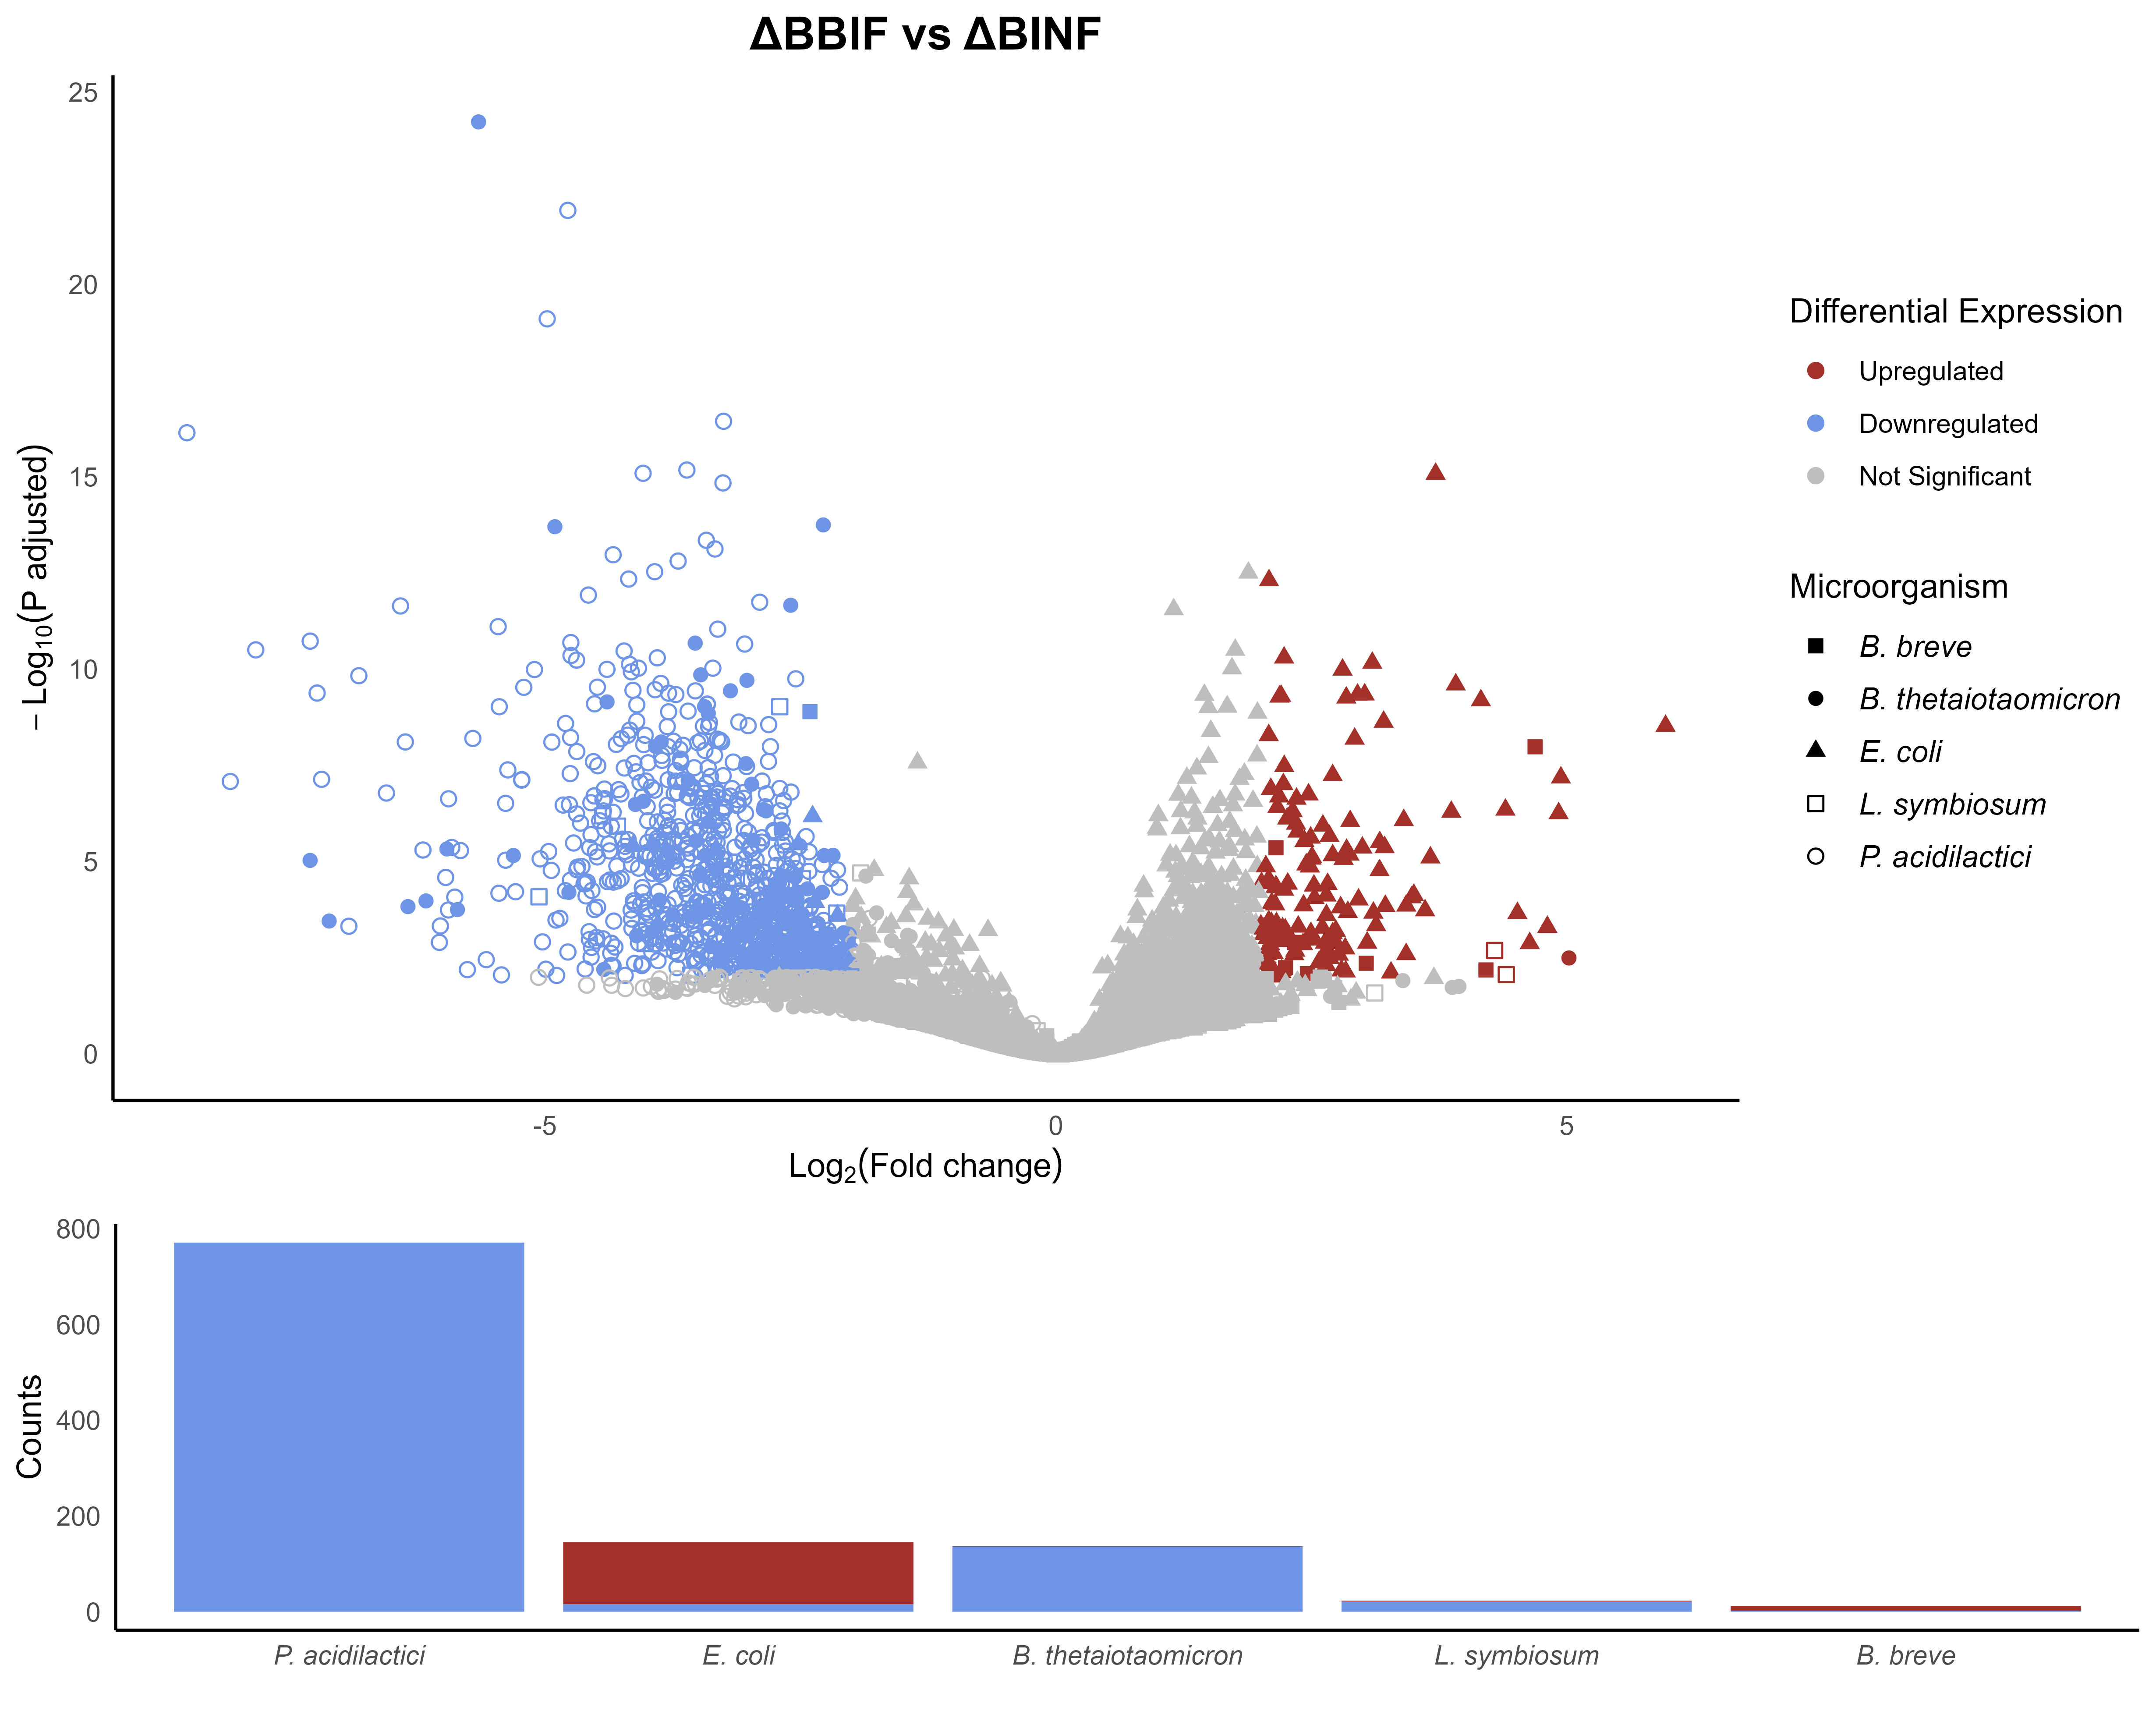 ΔBBIF vs ΔBINF
25
20
15
10
5
0
– Log₁₀(P adjusted)
-5
0
5
Log₂(Fold change)
Differential Expression
Upregulated
Downregulated
Not Significant
Microorganism
B. breve
B. thetaiotaomicron
E. coli
L. symbiosum
P. acidilactici
800
600
400
200
0
Counts
P. acidilactici
E. coli
B. thetaiotaomicron
L. symbiosum
B. breve